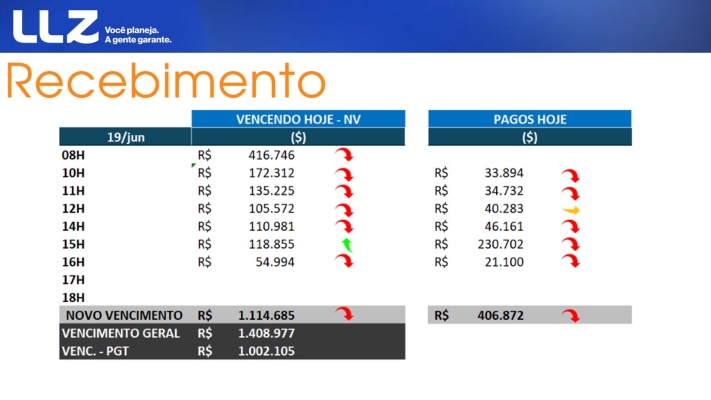 LLZ Você planeja.
A gente garante.
Recebimento
VENCENDO HOJE - NV PAGOS HOJE
19/jun ($) ($)
08H R$ 416.746
10H R$ 172.312 R$ 33.894
11H R$ 135.225 R$ 34.732
12H R$ 105.572 R$ 40.283
14H R$ 110.981 R$ 46.161
15H R$ 118.855 R$ 230.702
16H R$ 54.994 R$ 21.100
17H
18H
NOVO VENCIMENTO R$ 1.114.685 R$ 406.872
VENCIMENTO GERAL R$ 1.408.977
VENC. - PGT R$ 1.002.105